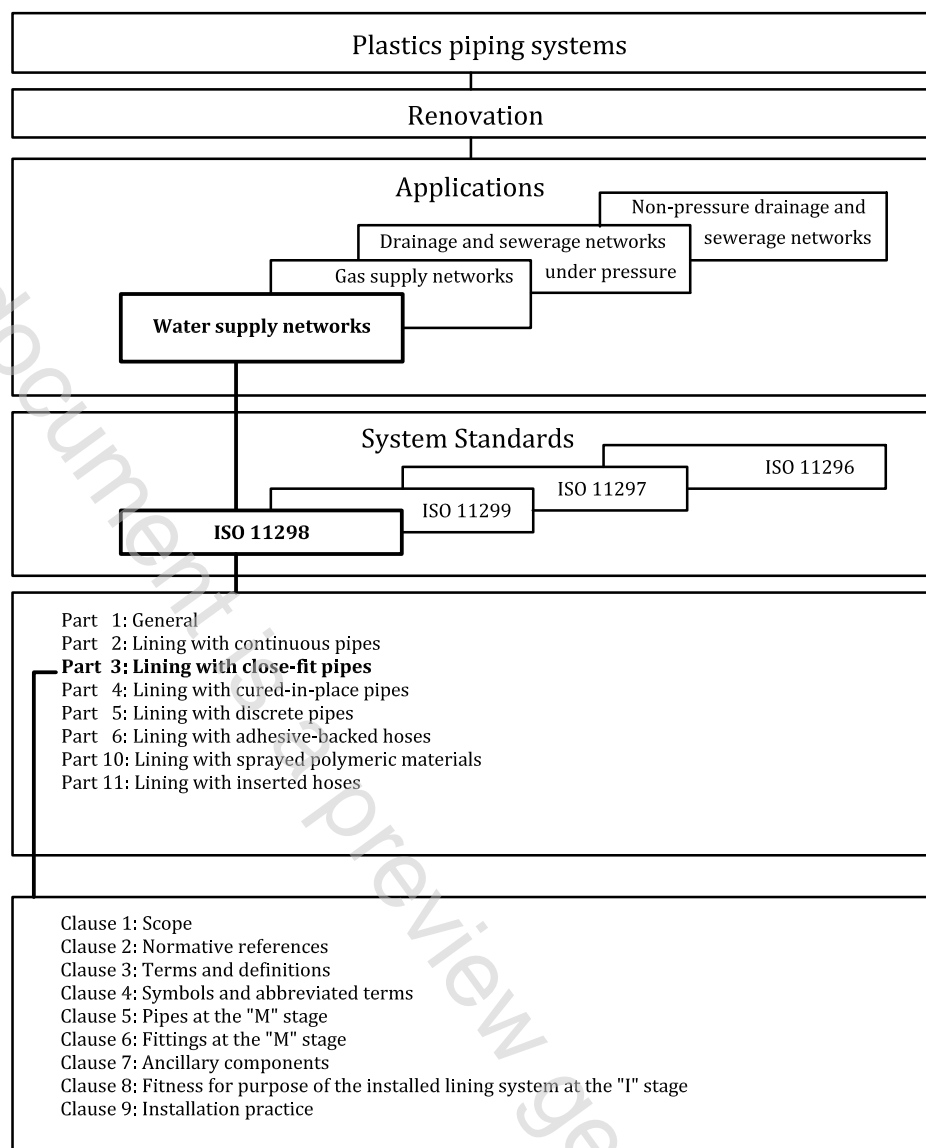 Plastics piping systems
Renovation
Applications
Non-pressure drainage and
sewerage networks
Drainage and sewerage networks
under pressure
Gas supply networks
Water supply networks
System Standards
ISO 11296
ISO 11297
ISO 11299
ISO 11298
Part 1: General
Part 2: Lining with continuous pipes
Part 3: Lining with close-fit pipes
Part 4: Lining with cured-in-place pipes
Part 5: Lining with discrete pipes
Part 6: Lining with adhesive-backed hoses
Part 10: Lining with sprayed polymeric materials
Part 11: Lining with inserted hoses
Clause 1: Scope
Clause 2: Normative references
Clause 3: Terms and definitions
Clause 4: Symbols and abbreviated terms
Clause 5: Pipes at the "M" stage
Clause 6: Fittings at the "M" stage
Clause 7: Ancillary components
Clause 8: Fitness for purpose of the installed lining system at the "I" stage
Clause 9: Installation practice
document is a preview